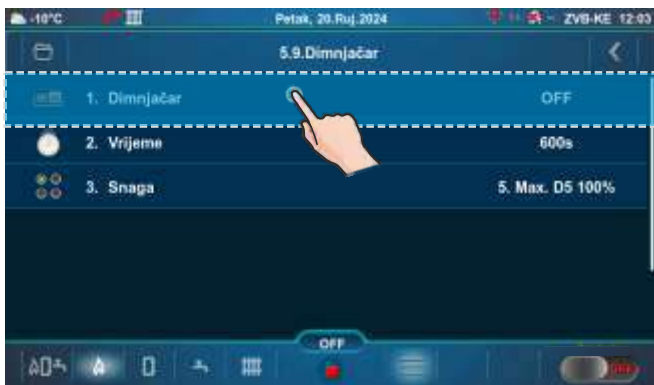 -10°C Petak, 20.Ruj.2024 ZVB-KE 12:03
5.9.Dimnjačar
1. Dimnjačar OFF
2. Vrijeme 600s
3. Snaga 5. Max. D5 100%
OFF